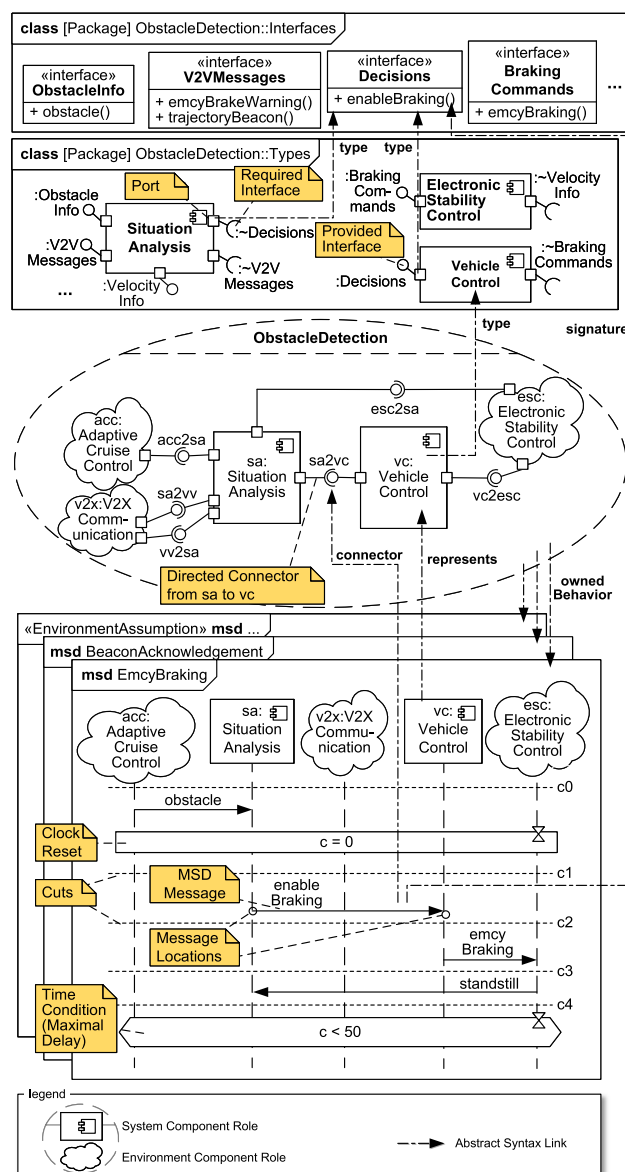 class [Package] ObstacleDetection::Interfaces
«interface»
ObstacleInfo
+ obstacle()
«interface»
V2VMessages
+ emcyBrakeWarning()
+ trajectoryBeacon()
«interface»
Decisions
+ enableBraking()
«interface»
Braking
Commands
+ emcyBraking()
...
type
type
class [Package] ObstacleDetection::Types
Port
Required
Interface
:Obstacle
Info
Situation
Analysis
:~Decisions
:V2V
Messages
:~V2V
Messages
:Velocity
Info
...
Provided
Interface
:Braking
Com-
mands
Electronic
Stability
Control
:~Velocity
Info
:Decisions
Vehicle
Control
:~Braking
Commands
type
signature
ObstacleDetection
esc2sa
acc:
Adaptive
Cruise
Control
acc2sa
sa:
Situation
Analysis
sa2vc
vc:
Vehicle
Control
esc:
Electronic
Stability
Control
vc2esc
v2x:V2X
Commu-
nication
sa2vv
vv2sa
Directed Connector
from sa to vc
connector
represents
owned
Behavior
«EnvironmentAssumption» msd ...
msd BeaconAcknowledgement
msd EmcyBraking
acc:
Adaptive
Cruise
Control
sa:
Situation
Analysis
v2x:V2X
Commu-
nication
vc:
Vehicle
Control
esc:
Electronic
Stability
Control
c0
obstacle
Clock
Reset
c = 0
c1
Cuts
MSD
Message
enable
Braking
c2
Message
Locations
emcy
Braking
c3
standstill
c4
Time
Condition
(Maximal
Delay)
c < 50
legend
System Component Role
Environment Component Role
Abstract Syntax Link